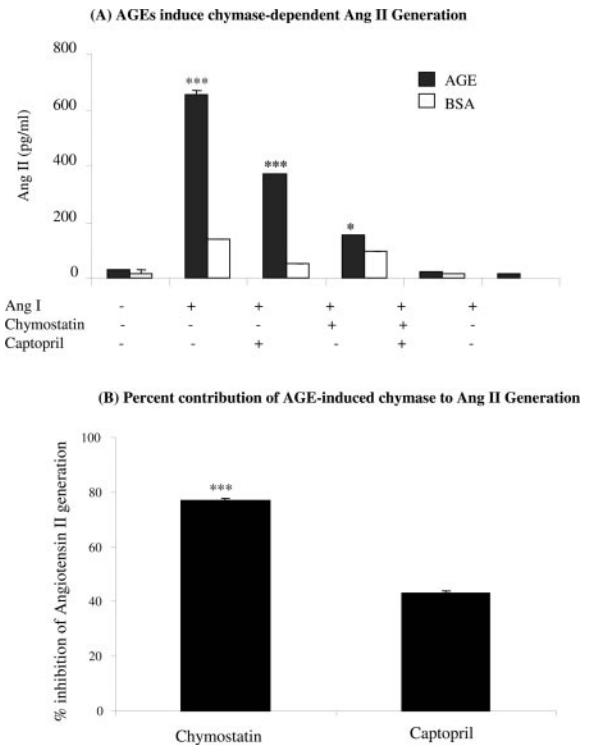 (A) AGEs induce chymase-dependent Ang II Generation
800
600
400
200
0
Ang II (pg/ml)
AGE
BSA
***
***
*
Ang I - + + + + +
Chymostatin - - - + + -
Captopril - - + - + -
(B) Percent contribution of AGE-induced chymase to Ang II Generation
100
80
60
40
20
0
% inhibition of Angiotensin II generation
***
Chymostatin Captopril